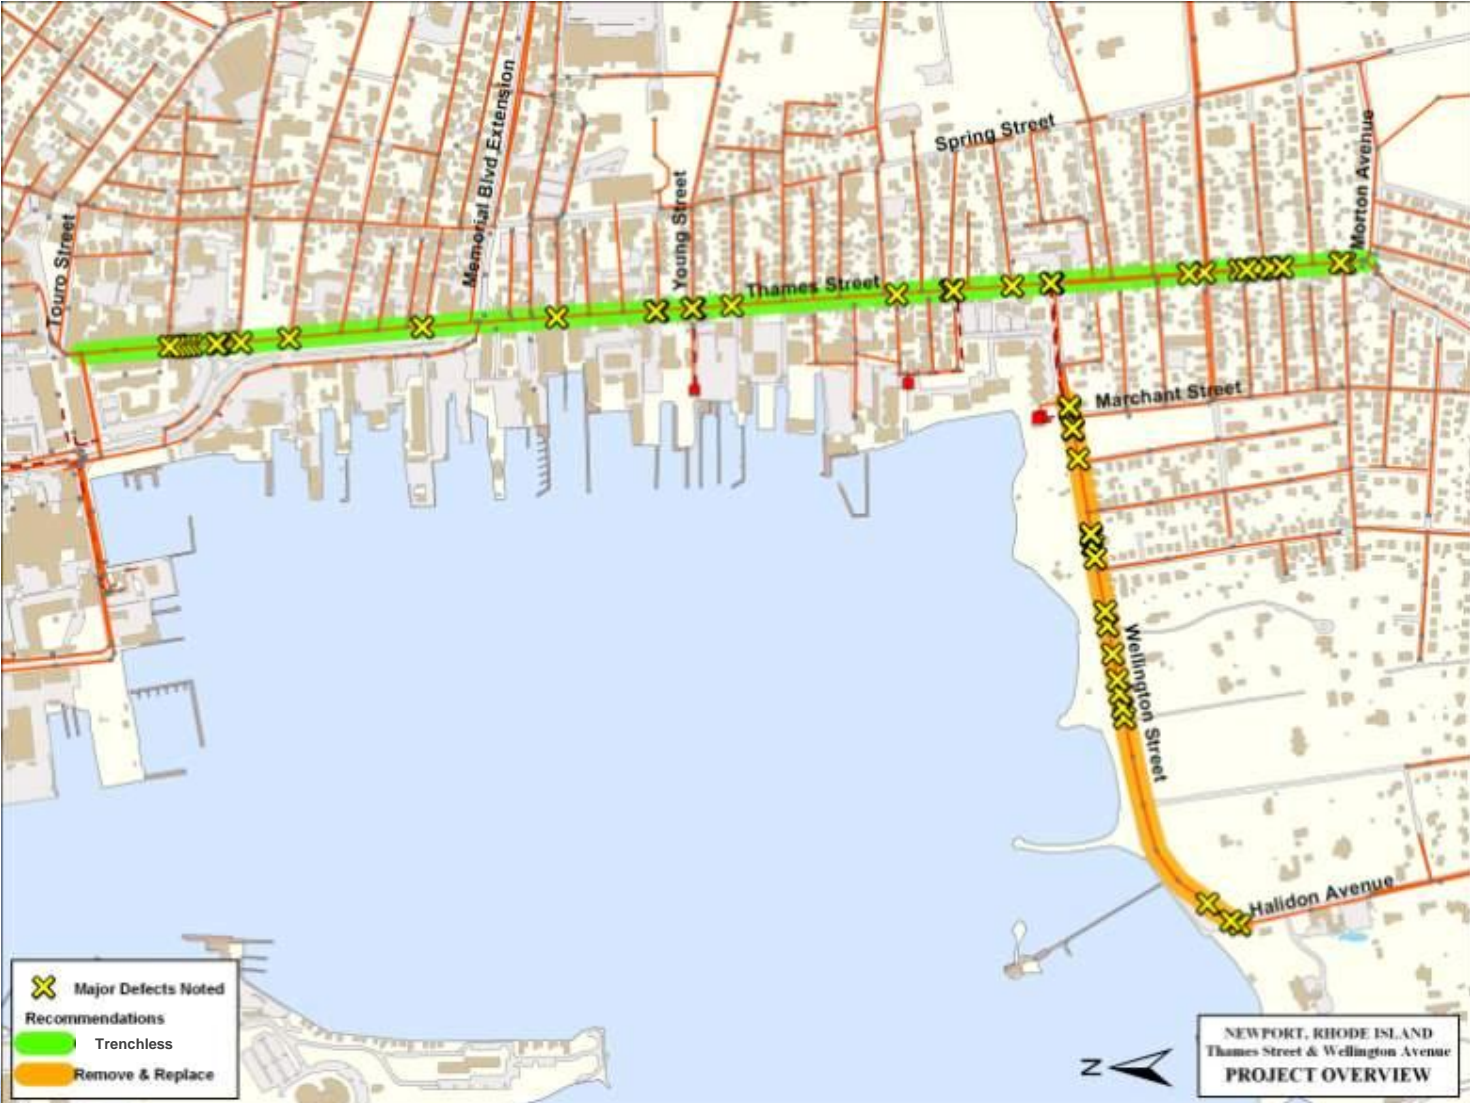 Memorial Blvd Extension
Spring Street
Morton Avenue
Young Street
Touro Street
Thames Street
Marchant Street
Wellington Street
Halidon Avenue
Major Defects Noted
Recommendations
Trenchless
Remove & Replace
N
NEWPORT, RHODE ISLAND
Thames Street & Wellington Avenue
PROJECT OVERVIEW